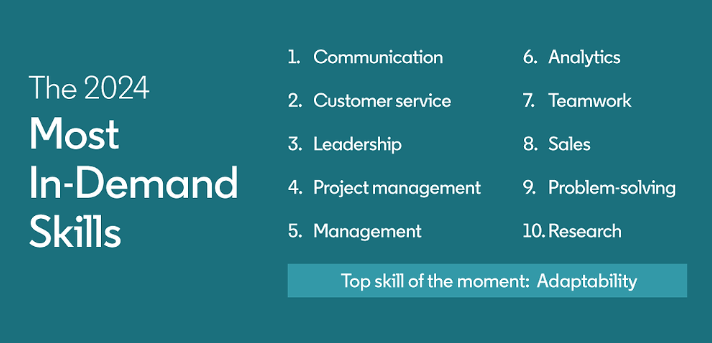 The 2024
Most
In-Demand
Skills
1. Communication
2. Customer service
3. Leadership
4. Project management
5. Management
6. Analytics
7. Teamwork
8. Sales
9. Problem-solving
10. Research
Top skill of the moment: Adaptability